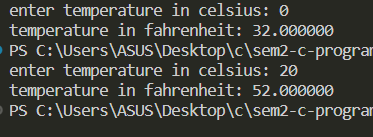 enter temperature in celsius: 0
temperature in fahrenheit: 32.000000
PS C:\Users\ASUS\Desktop\c\sem2-c-program
enter temperature in celsius: 20
temperature in fahrenheit: 52.000000
PS C:\Users\ASUS\Desktop\c\sem2-c-program